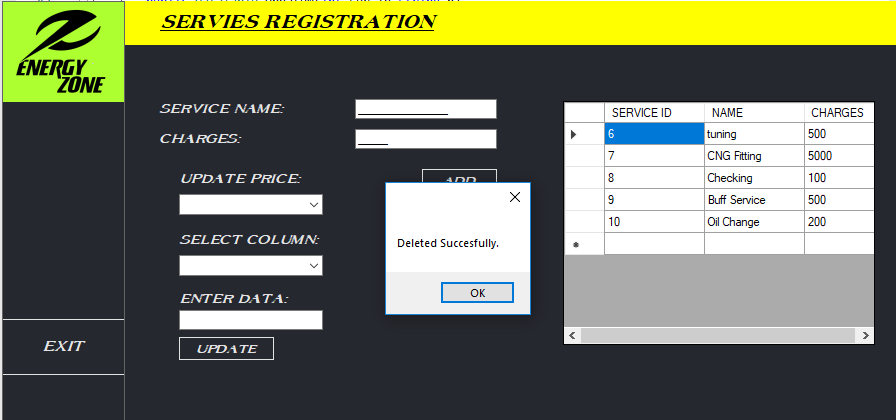 SERVIES REGISTRATION
ENERGY
ZONE
SERVICE NAME:
CHARGES:
UPDATE PRICE:
ADD
SELECT COLUMN:
ENTER DATA:
UPDATE
EXIT
Deleted Succesfully.
OK
SERVICE ID NAME CHARGES
6 tuning 500
7 CNG Fitting 5000
8 Checking 100
9 Buff Service 500
10 Oil Change 200